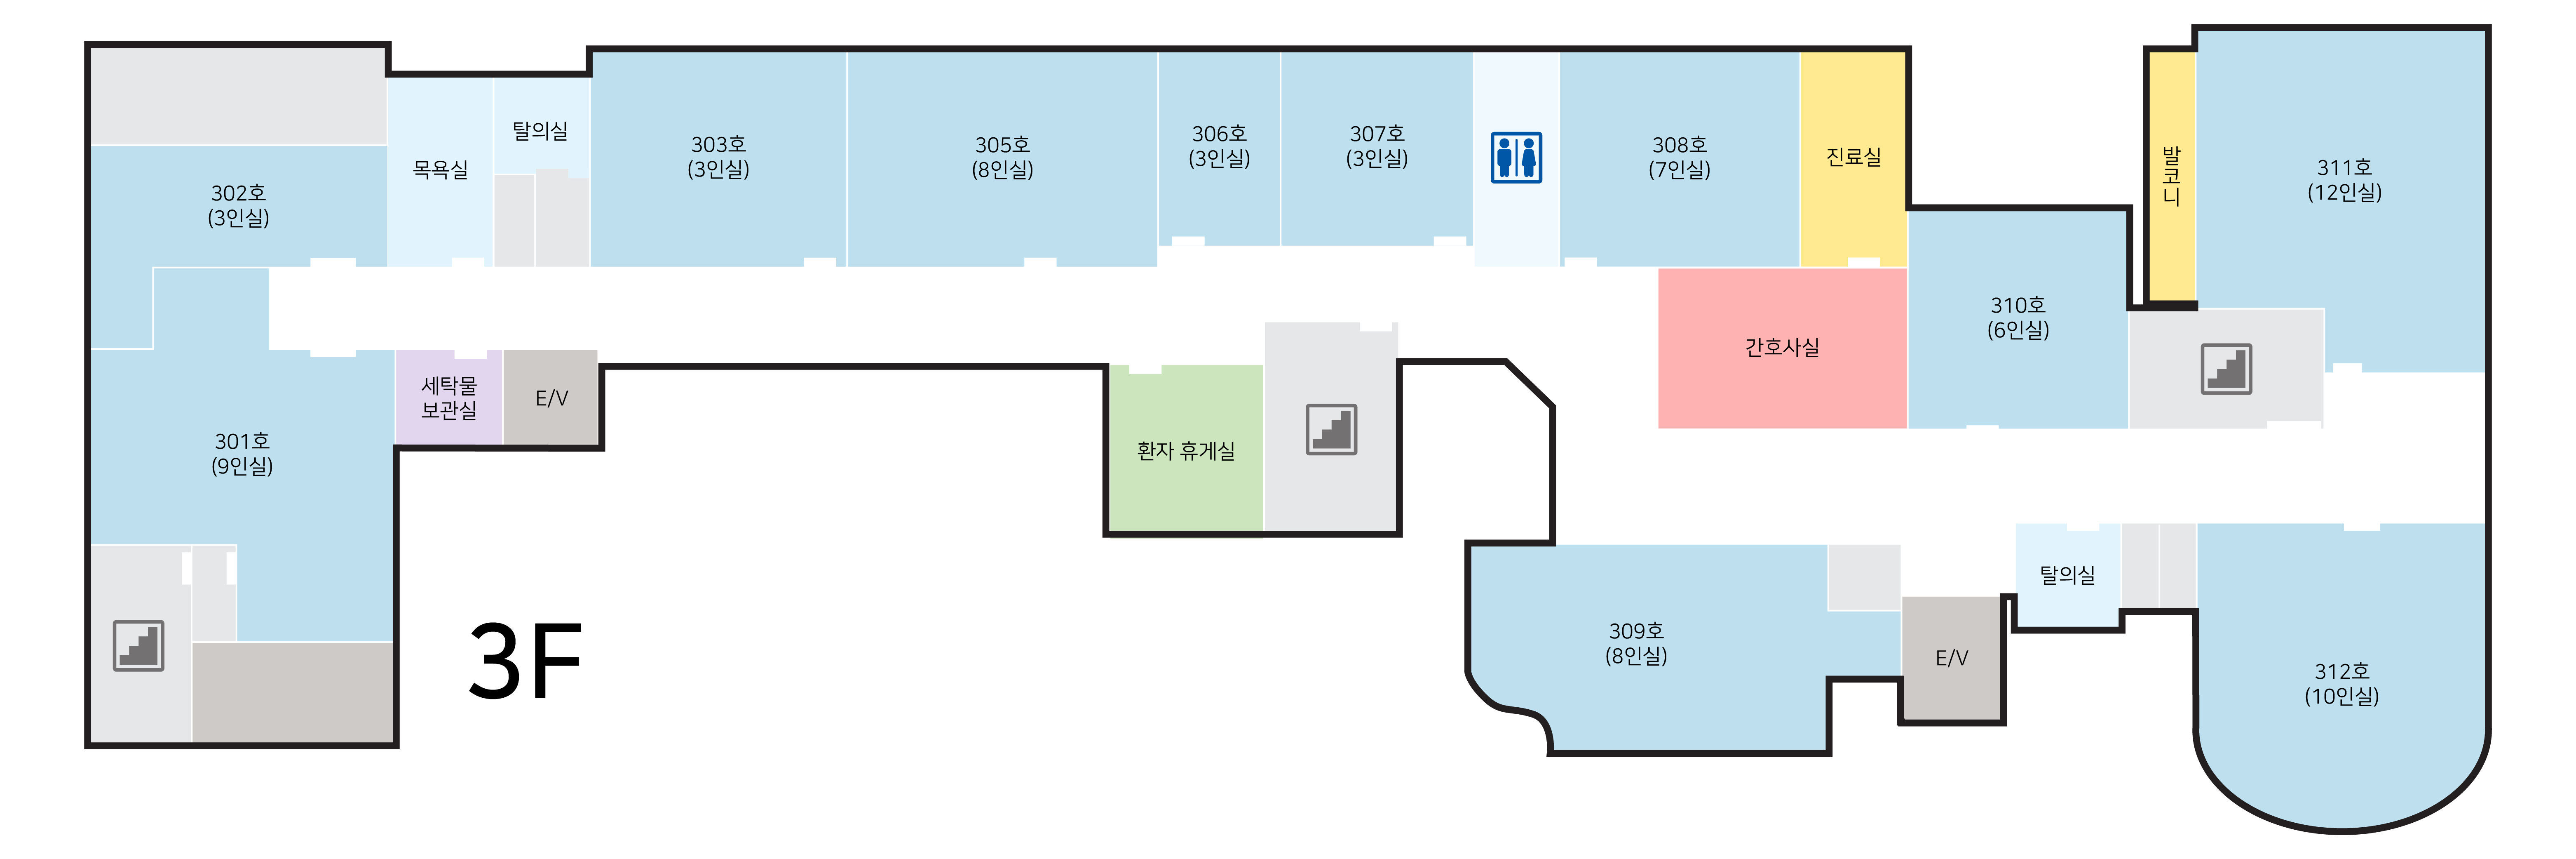 탈의실
목욕실
302호
(3인실)
303호
(3인실)
305호
(8인실)
306호
(3인실)
307호
(3인실)
308호
(7인실)
진료실
발
코
니
311호
(12인실)
310호
(6인실)
간호사실
301호
(9인실)
세탁물
보관실
E/V
환자 휴게실
309호
(8인실)
E/V
탈의실
312호
(10인실)
3F